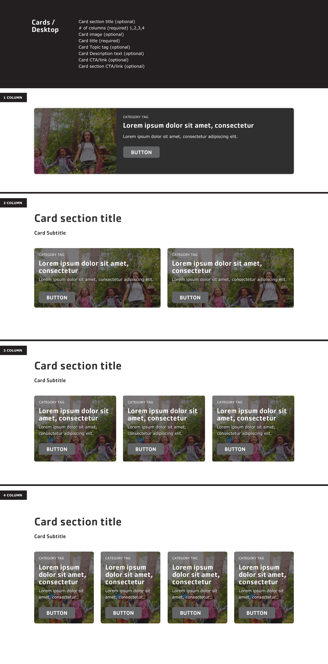 Cards /
Desktop
Card section title (optional)
# of columns (required) 1,2,3,4
Card image (optional)
Card title (required)
Card Topic tag (optional)
Card Description text (optional)
Card CTA/link (optional)
Card section CTA/link (optional)
1 COLUMN
CATEGORY TAG
Lorem ipsum dolor sit amet, consectetur
Lorem ipsum dolor sit amet, consectetur.
BUTTON
2 COLUMN
Card section title
Card Subtitle
CATEGORY TAG
Lorem ipsum dolor sit amet,
consectetur
Lorem ipsum dolor sit amet, consectetur adipiscing elit.
BUTTON
CATEGORY TAG
Lorem ipsum dolor sit amet,
consectetur
Lorem ipsum dolor sit amet, consectetur adipiscing elit.
BUTTON
3 COLUMN
Card section title
Card Subtitle
CATEGORY TAG
Lorem ipsum dolor sit
amet, consectetur
Lorem ipsum dolor sit amet,
consectetur adipiscing elit.
BUTTON
CATEGORY TAG
Lorem ipsum dolor sit
amet, consectetur
Lorem ipsum dolor sit amet,
consectetur adipiscing elit.
BUTTON
CATEGORY TAG
Lorem ipsum dolor sit
amet, consectetur
Lorem ipsum dolor sit amet,
consectetur adipiscing elit.
BUTTON
4 COLUMN
Card section title
Card Subtitle
CATEGORY TAG
Lorem ipsum
dolor sit amet,
consectetur
Lorem ipsum dolor sit
amet, consectetur...
BUTTON
CATEGORY TAG
Lorem ipsum
dolor sit amet,
consectetur
Lorem ipsum dolor sit
amet, consectetur...
BUTTON
CATEGORY TAG
Lorem ipsum
dolor sit amet,
consectetur
Lorem ipsum dolor sit
amet, consectetur...
BUTTON
CATEGORY TAG
Lorem ipsum
dolor sit amet,
consectetur
Lorem ipsum dolor sit
amet, consectetur...
BUTTON